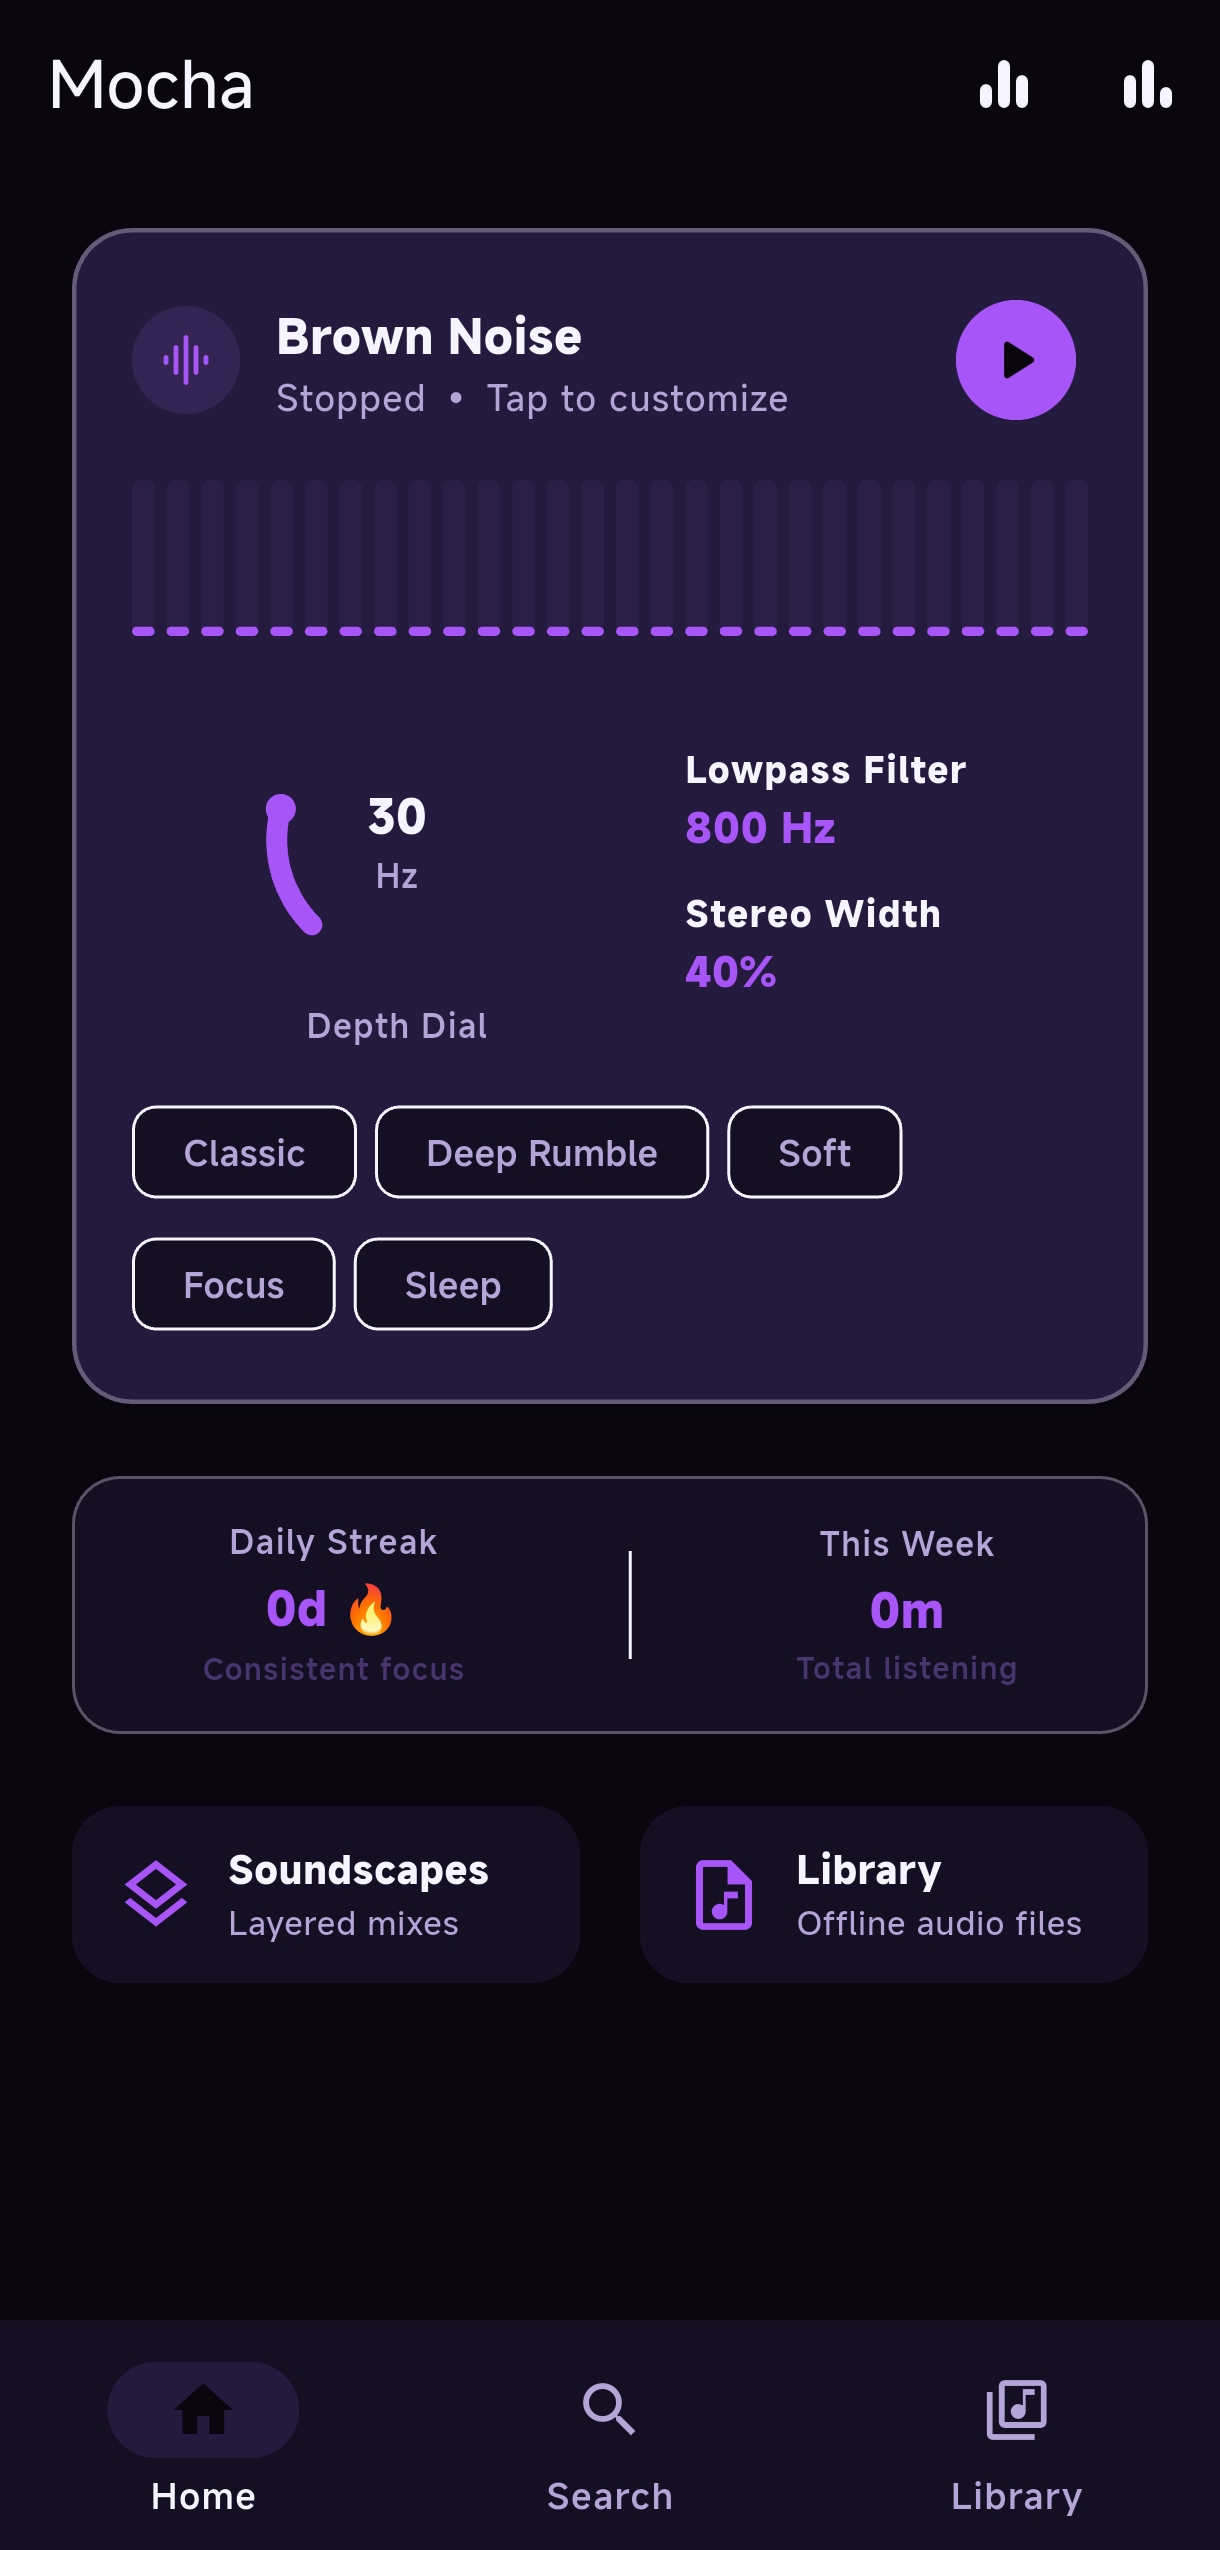 Mocha
Brown Noise
Stopped • Tap to customize
30
Hz
Depth Dial
Lowpass Filter
800 Hz
Stereo Width
40%
Classic
Deep Rumble
Soft
Focus
Sleep
Daily Streak
0d 🔥
Consistent focus
This Week
0m
Total listening
Soundscapes
Layered mixes
Library
Offline audio files
Home
Search
Library